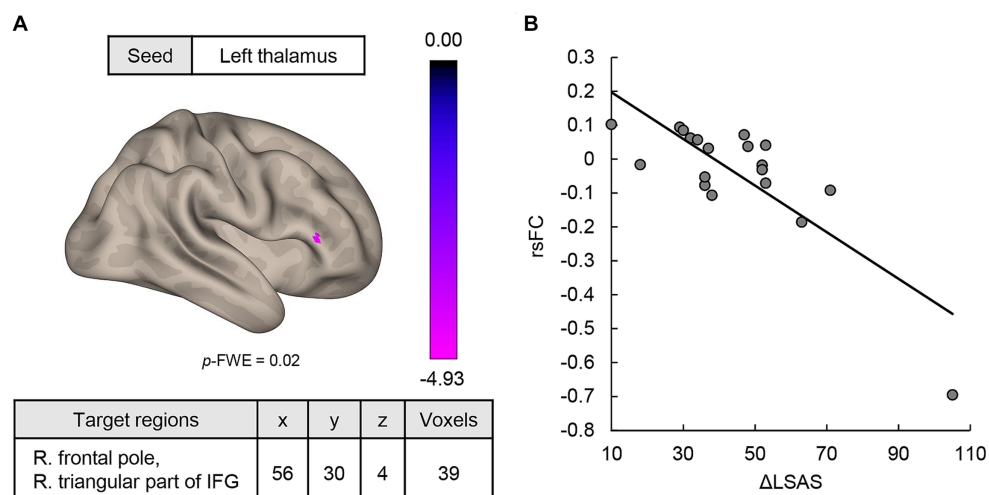 A
Seed Left thalamus
0.00
-4.93
p-FWE = 0.02
Target regions x y z Voxels
R. frontal pole,
R. triangular part of IFG 56 30 4 39
B
0.3
0.2
0.1
0
-0.1
-0.2
-0.3
-0.4
-0.5
-0.6
-0.7
-0.8
rsFC
10 30 50 70 90 110
ΔLSAS